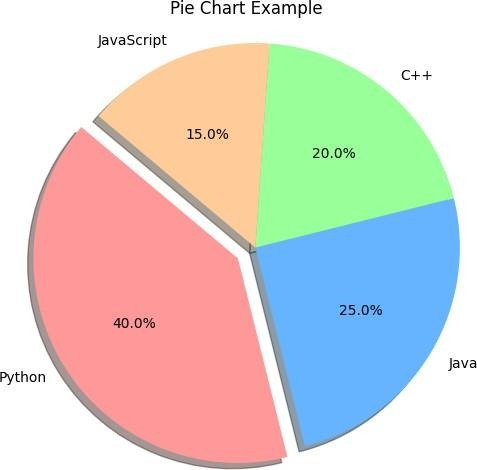 Pie Chart Example
JavaScript
C++
15.0%
20.0%
25.0%
40.0%
Java
Python